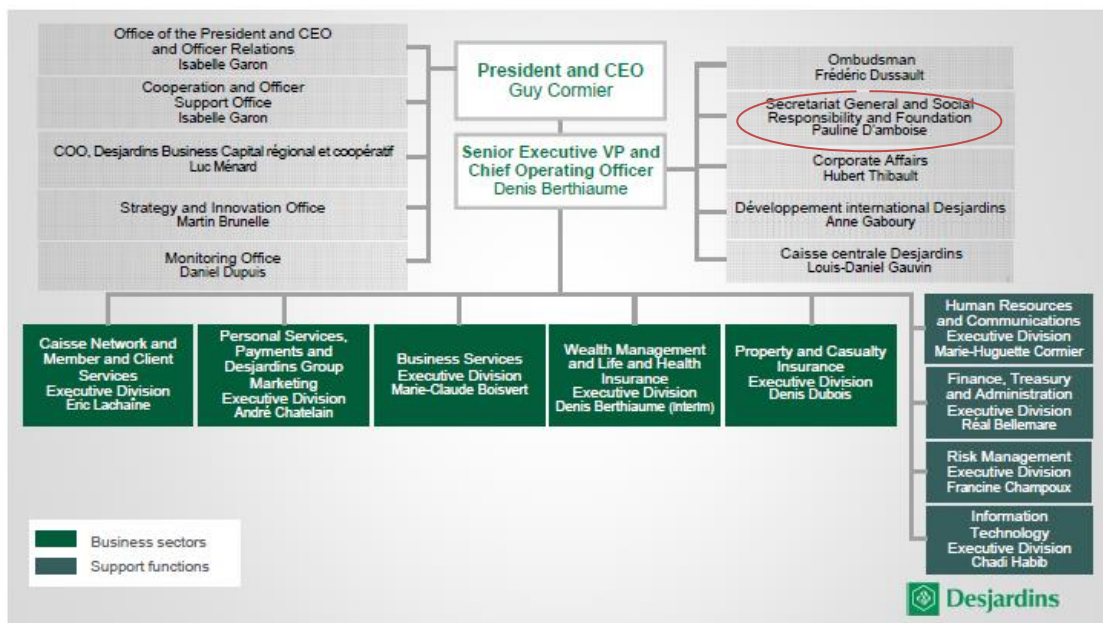 Office of the President and CEO
and Officer Relations
Isabelle Garon
Cooperation and Officer
Support Office
Isabelle Garon
COO, Desjardins Business Capital régional et coopératif
Luc Ménard
Strategy and Innovation Office
Martin Brunelle
Monitoring Office
Daniel Dupuis
President and CEO
Guy Cormier
Senior Executive VP and
Chief Operating Officer
Denis Berthiaume
Ombudsman
Frédéric Dussault
Secretariat General and Social
Responsibility and Foundation
Pauline D'amboise
Corporate Affairs
Hubert Thibault
Développement international Desjardins
Anne Gaboury
Caisse centrale Desjardins
Louis-Daniel Gauvin
Caisse Network and
Member and Client
Services
Executive Division
Éric Lachaîne
Personal Services,
Payments and
Desjardins Group
Marketing
Executive Division
André Chatelain
Business Services
Executive Division
Marie-Claude Boisvert
Wealth Management
and Life and Health
Insurance
Executive Division
Denis Berthiaume (Interim)
Property and Casualty
Insurance
Executive Division
Denis Dubois
Human Resources
and Communications
Executive Division
Marie-Huguette Cormier
Finance, Treasury
and Administration
Executive Division
Réal Bellemare
Risk Management
Executive Division
Francine Champoux
Information
Technology
Executive Division
Chadi Habib
Business sectors
Support functions
Desjardins